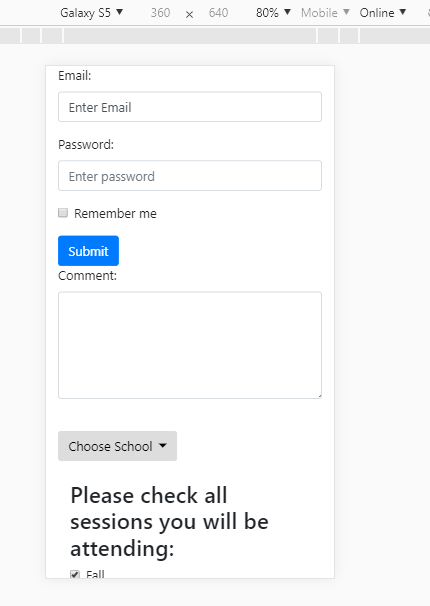 Galaxy S5 ▼ 360 × 640 80% ▼ Mobile ▼ Online ▼
Email:
Enter Email
Password:
Enter password
Remember me
Submit
Comment:
Choose School
Please check all
sessions you will be
attending:
Fall